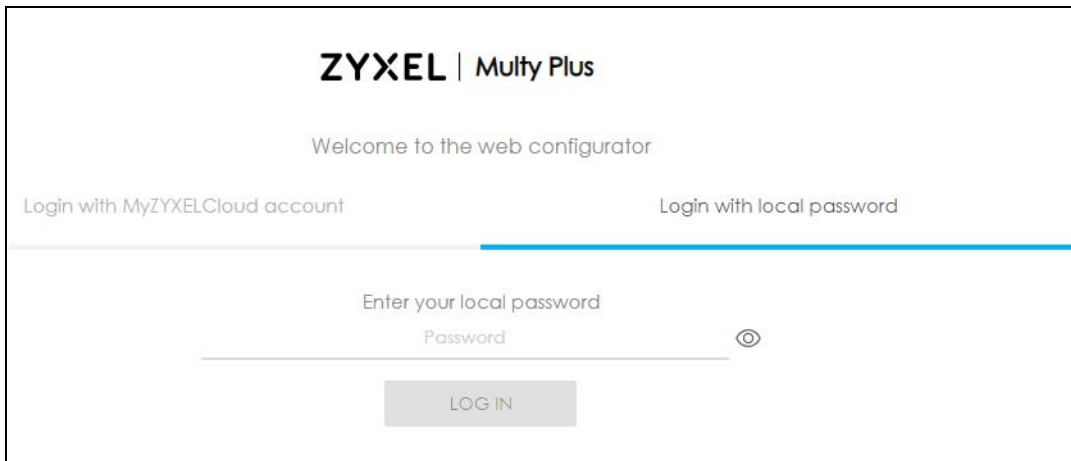 ZYXEL | Multy Plus
Welcome to the web configurator
Login with MyZYXELCloud account
Login with local password
Enter your local password
Password
LOG IN